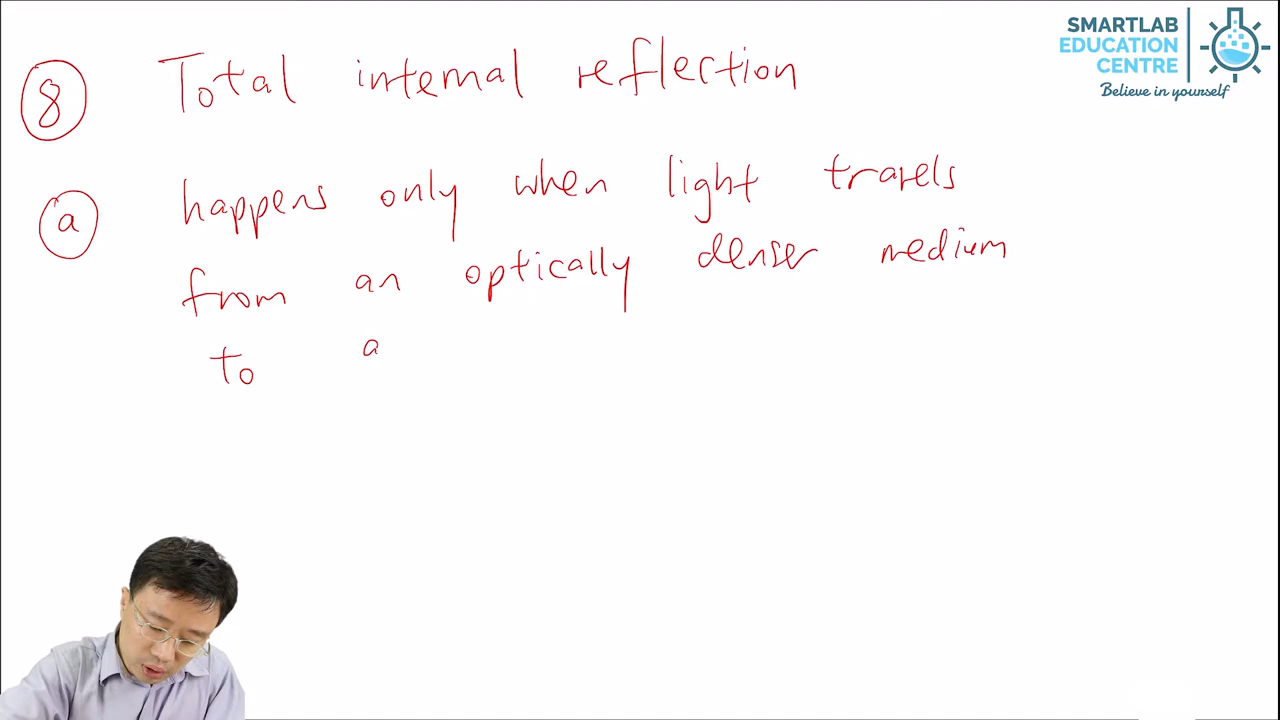 SMARTLAB
EDUCATION
CENTRE
Believe in yourself
8 Total internal reflection
a happens only when light travels
from an optically denser medium
to a